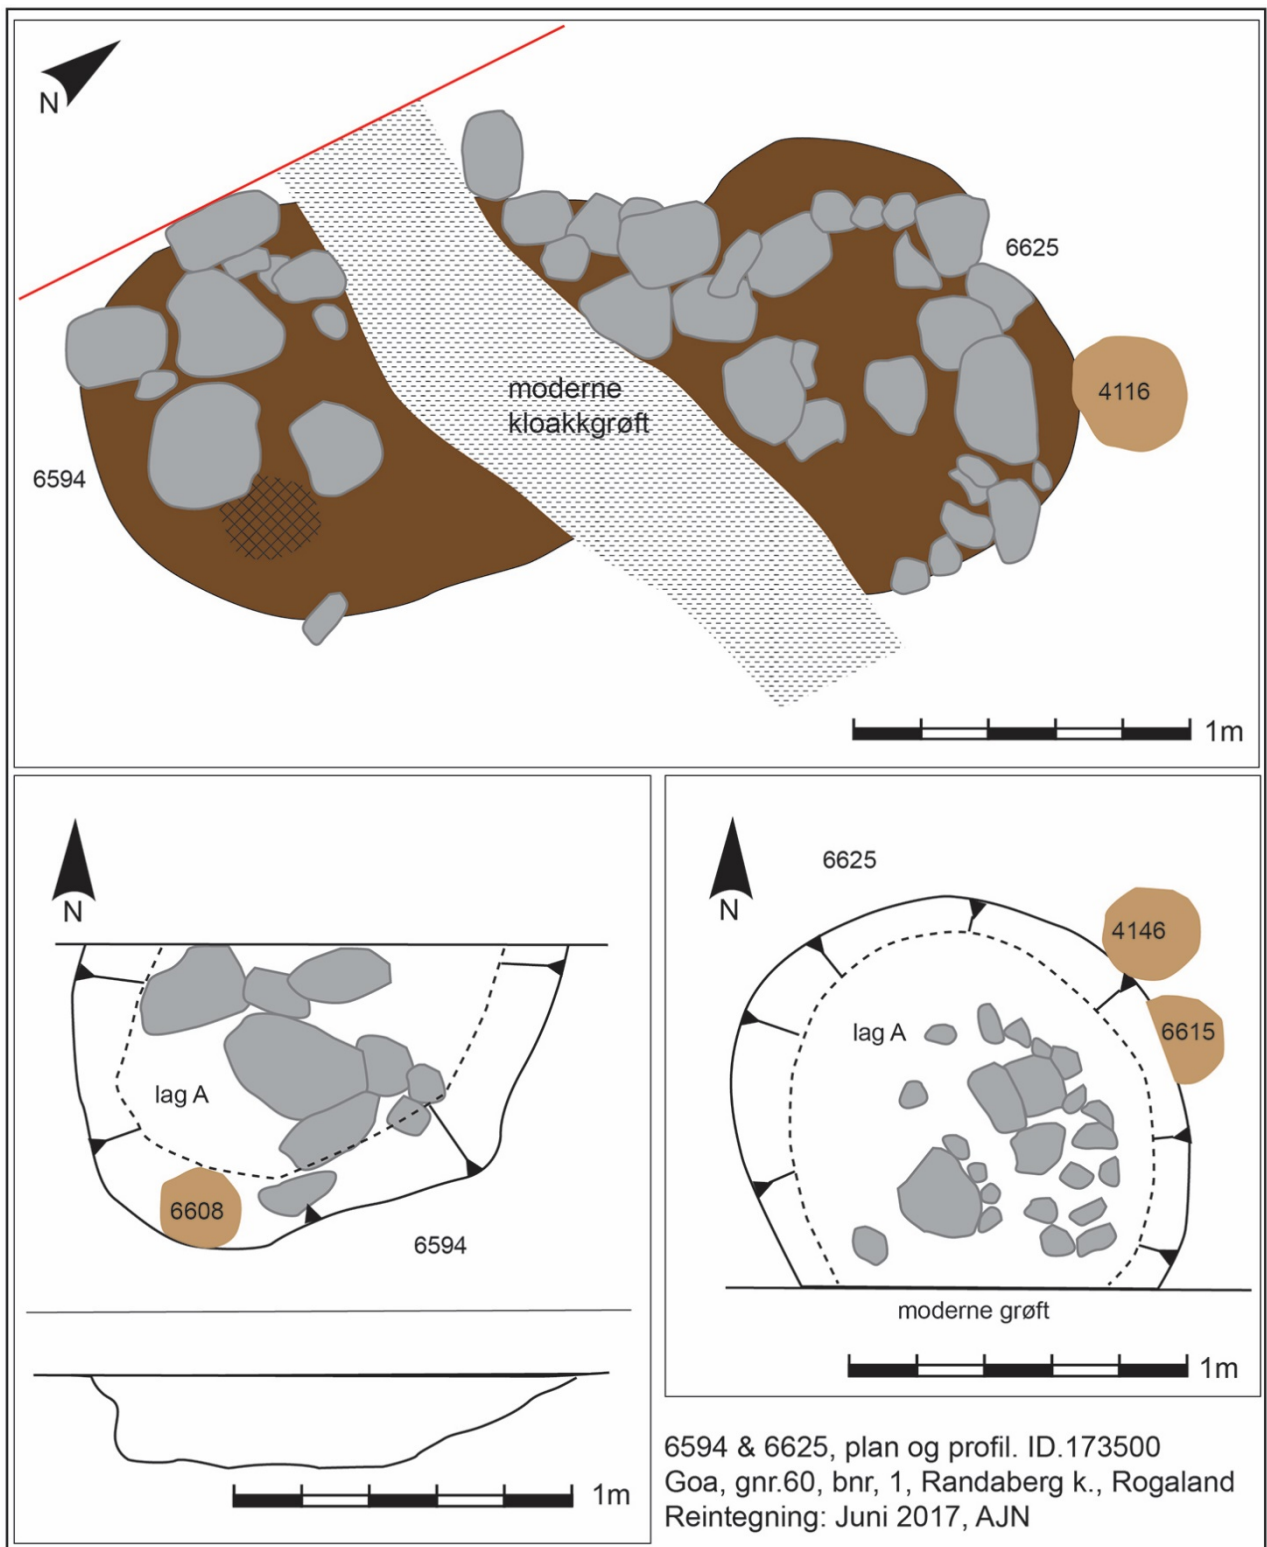 N
6625
4116
moderne
kloakkgrøft
6594
1m
N
lag A
6608
6594
1m
N
6625
4146
lag A
6615
moderne grøft
1m
6594 & 6625, plan og profil. ID.173500
Goa, gnr.60, bnr, 1, Randaberg k., Rogaland
Reintegning: Juni 2017, AJN